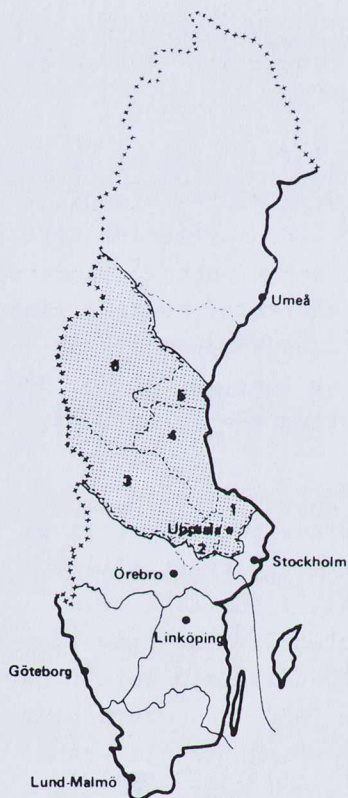 Umeå
6
5
4
3
1
Uppsala
2
Stockholm
Örebro
Linköping
Göteborg
Lund-Malmö